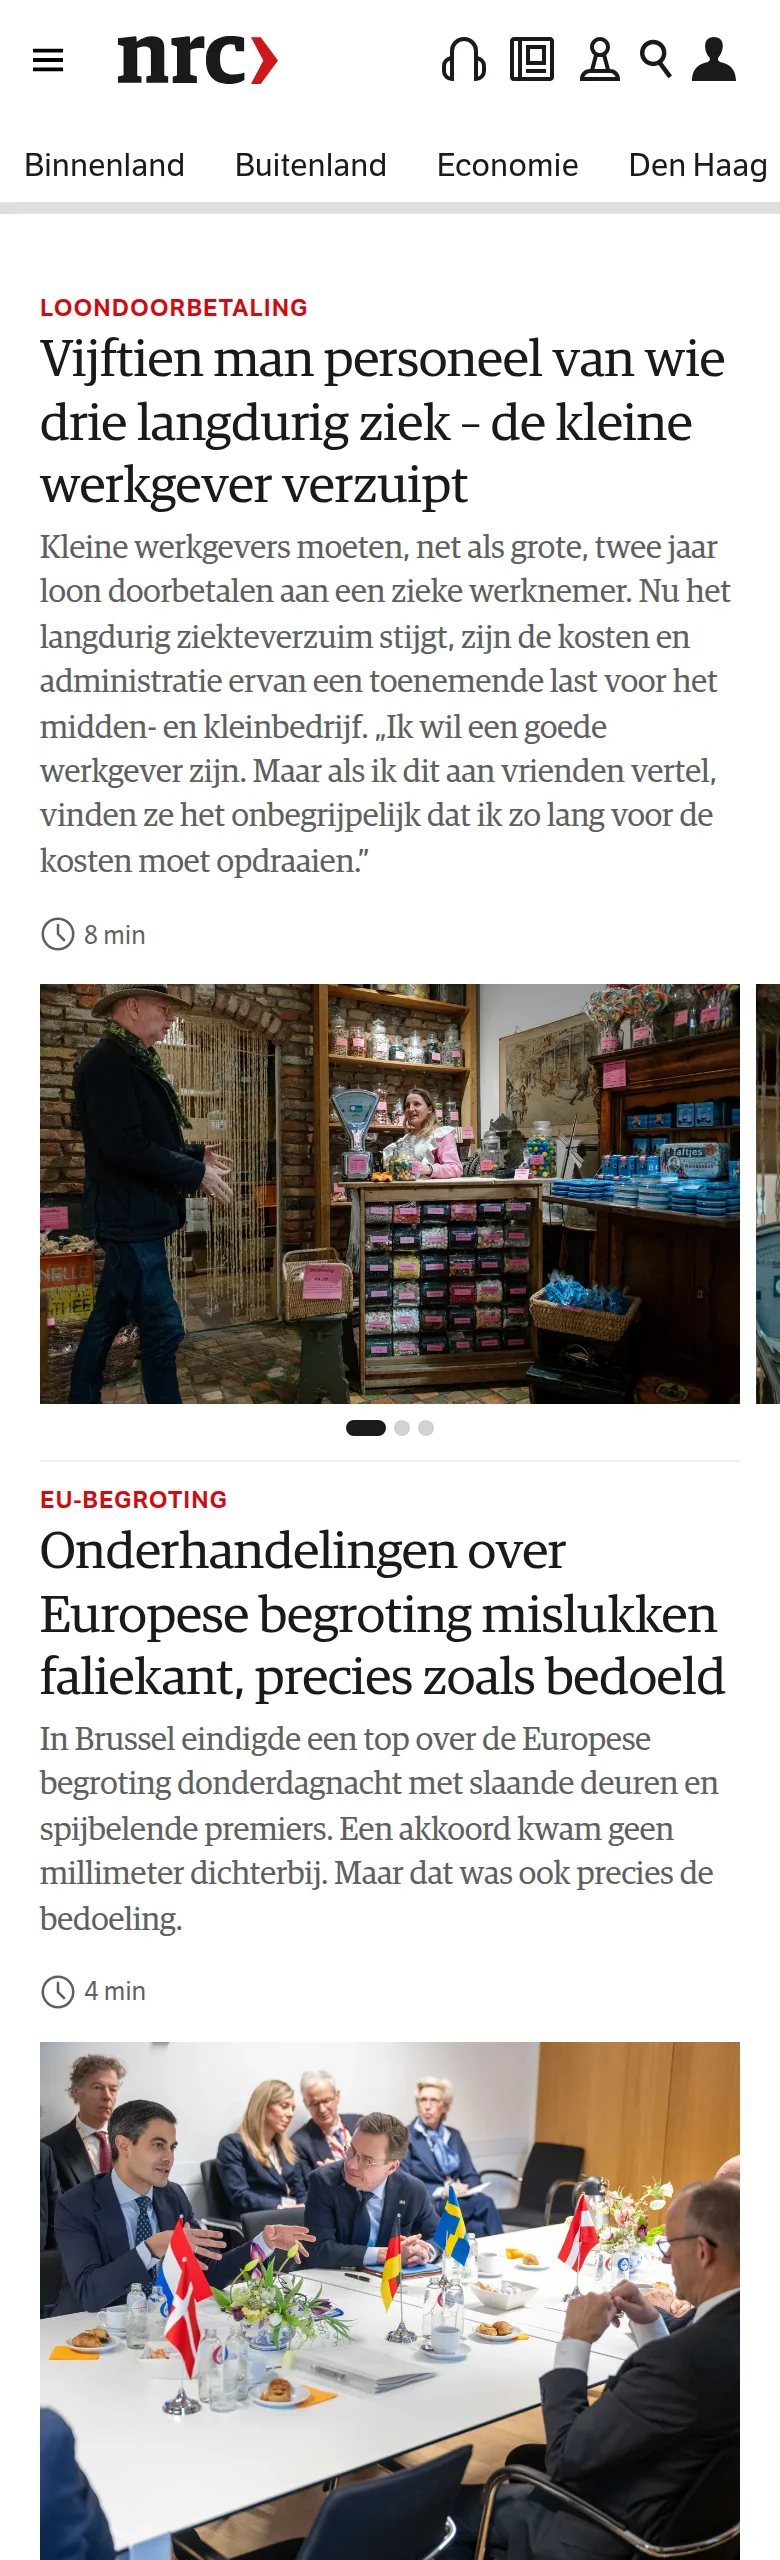 nrc
Binnenland Buitenland Economie Den Haag
LOONDOORBETALING
Vijftien man personeel van wie
drie langdurig ziek – de kleine
werkgever verzuipt
Kleine werkgevers moeten, net als grote, twee jaar
loon doorbetalen aan een zieke werknemer. Nu het
langdurig ziekteverzuim stijgt, zijn de kosten en
administratie ervan een toenemende last voor het
midden- en kleinbedrijf. „Ik wil een goede
werkgever zijn. Maar als ik dit aan vrienden vertel,
vinden ze het onbegrijpelijk dat ik zo lang voor de
kosten moet opdraaien.”
8 min
EU-BEGROTING
Onderhandelingen over
Europese begroting mislukken
faliekant, precies zoals bedoeld
In Brussel eindigde een top over de Europese
begroting donderdagnacht met slaande deuren en
spijbelende premiers. Een akkoord kwam geen
millimeter dichterbij. Maar dat was ook precies de
bedoeling.
4 min